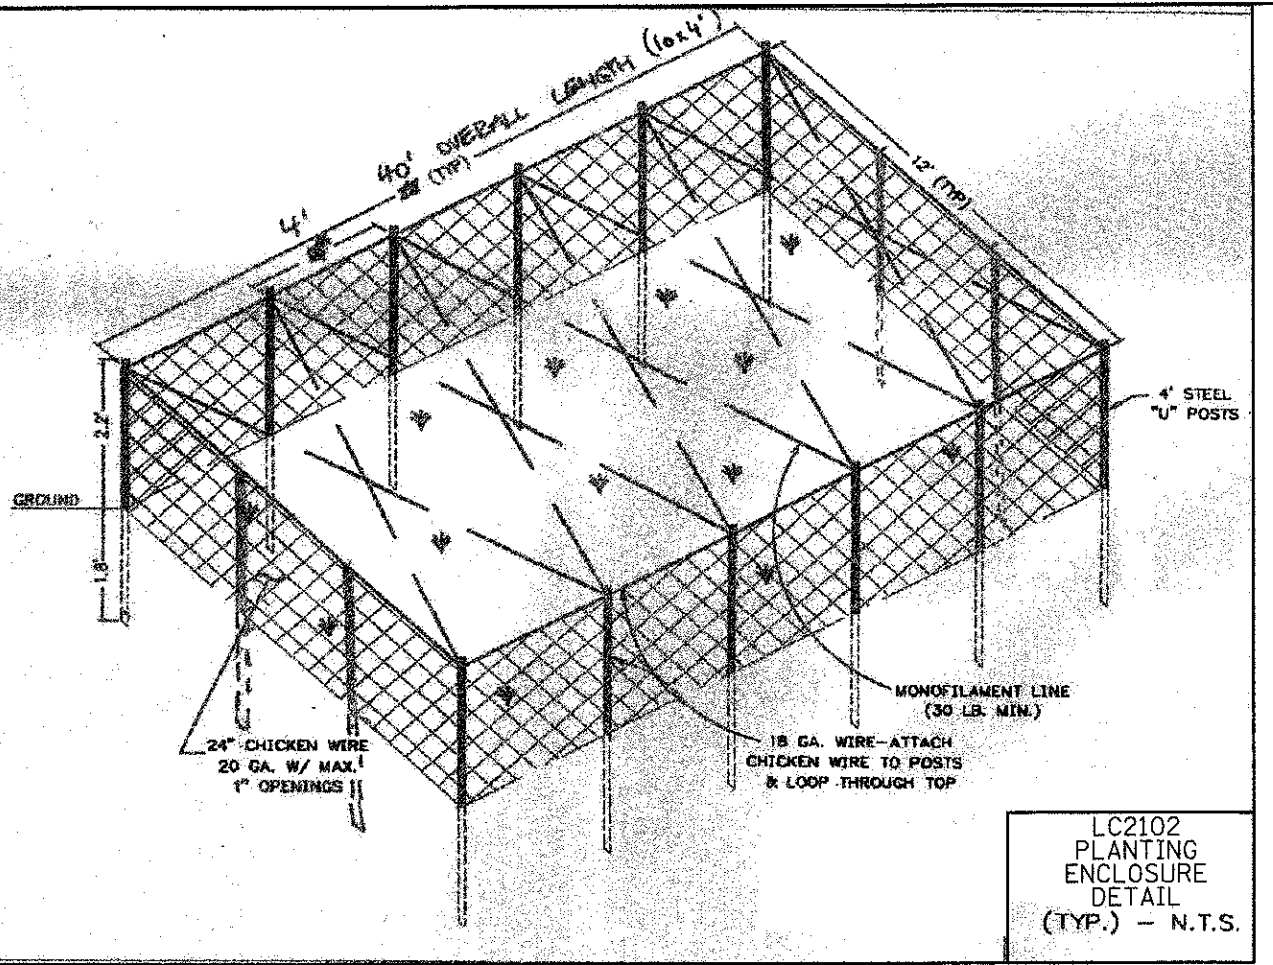 40' OVERALL LENGTH (10x4')
(TYP)
4'
12' (TYP)
2.2'
1.8'
GROUND
4' STEEL
"U" POSTS
MONOFILAMENT LINE
(30 LB. MIN.)
18 GA. WIRE-ATTACH
CHICKEN WIRE TO POSTS
& LOOP THROUGH TOP
24" CHICKEN WIRE
20 GA. W/ MAX.
1" OPENINGS
LC2102
PLANTING
ENCLOSURE
DETAIL
(TYP.) - N.T.S.